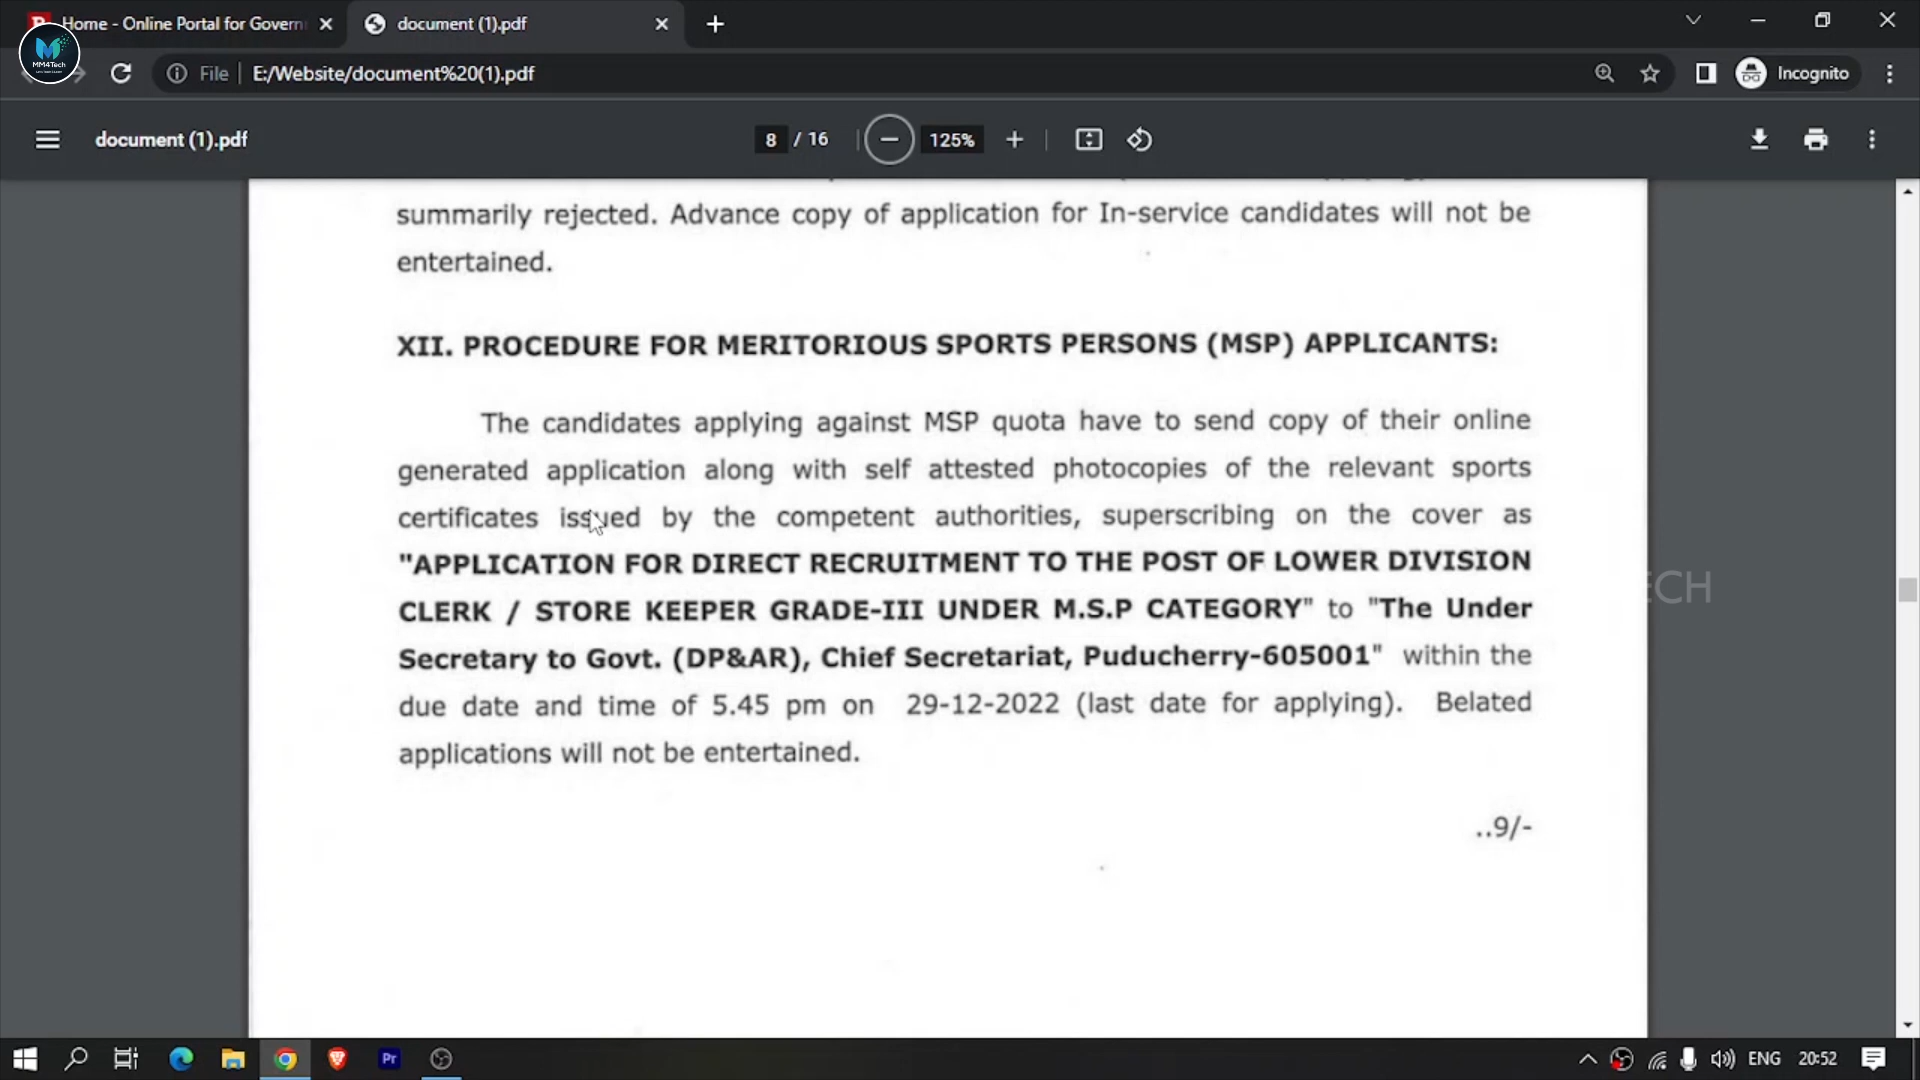 Home - Online Portal for Govern
document (1).pdf
MM4Tech
File
E:/Website/document%20(1).pdf
Incognito
document (1).pdf
8 / 16
125%
summarily rejected. Advance copy of application for In-service candidates will not be
entertained.
XII. PROCEDURE FOR MERITORIOUS SPORTS PERSONS (MSP) APPLICANTS:
The candidates applying against MSP quota have to send copy of their online
generated application along with self attested photocopies of the relevant sports
certificates issued by the competent authorities, superscribing on the cover as
"APPLICATION FOR DIRECT RECRUITMENT TO THE POST OF LOWER DIVISION
CLERK / STORE KEEPER GRADE-III UNDER M.S.P CATEGORY" to "The Under
Secretary to Govt. (DP&AR), Chief Secretariat, Puducherry-605001" within the
due date and time of 5.45 pm on 29-12-2022 (last date for applying). Belated
applications will not be entertained.
ECH
..9/-
Pr
ENG
20:52